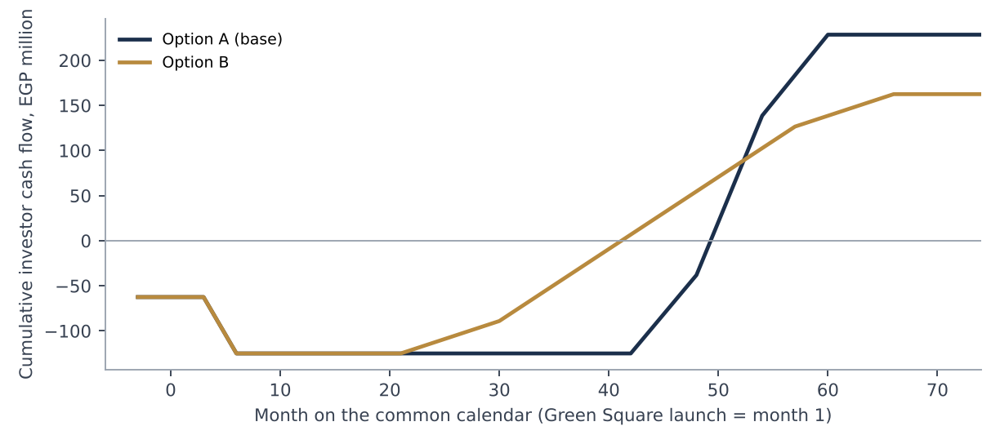 Cumulative investor cash flow, EGP million
Option A (base)
Option B
200
150
100
50
0
−50
−100
0 10 20 30 40 50 60 70
Month on the common calendar (Green Square launch = month 1)